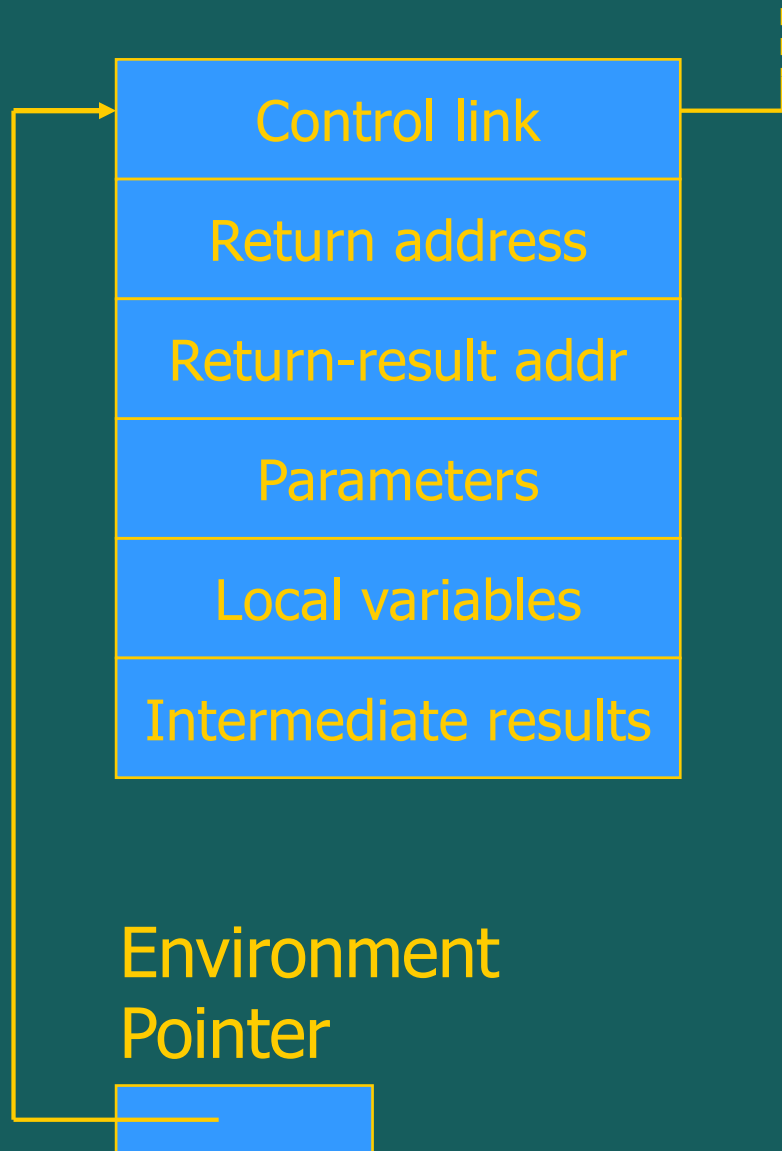 Control link
Return address
Return-result addr
Parameters
Local variables
Intermediate results
Environment
Pointer